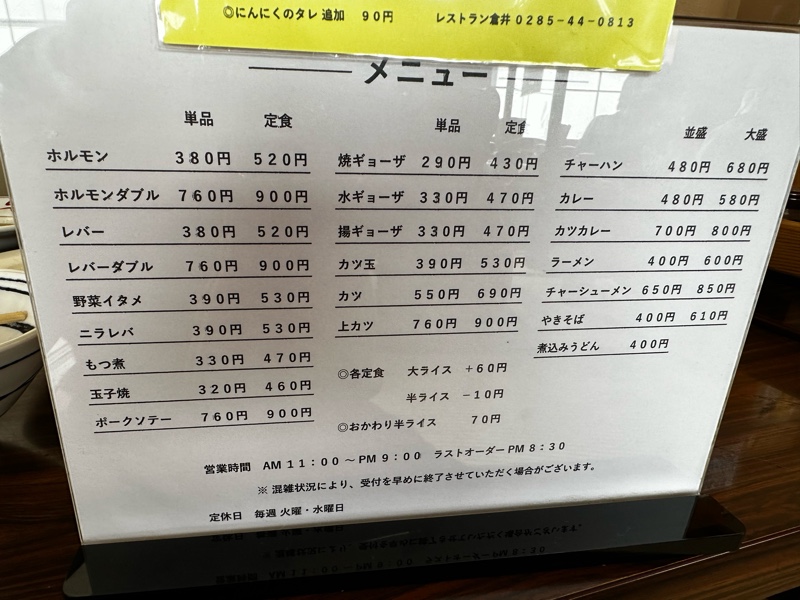 ◎にんにくのタレ 追加 90円 レストラン倉井 0285-44-0813
メニュー
単品 定食
ホルモン 380円 520円
ホルモンダブル 760円 900円
レバー 380円 520円
レバーダブル 760円 900円
野菜イタメ 390円 530円
ニラレバ 390円 530円
もつ煮 330円 470円
玉子焼 320円 460円
ポークソテー 760円 900円
単品 定食
焼ギョーザ 290円 430円
水ギョーザ 330円 470円
揚ギョーザ 330円 470円
カツ玉 390円 530円
カツ 550円 690円
上カツ 760円 900円
◎各定食 大ライス +60円
半ライス -10円
◎おかわり半ライス 70円
並盛 大盛
チャーハン 480円 680円
カレー 480円 580円
カツカレー 700円 800円
ラーメン 400円 600円
チャーシューメン 650円 850円
やきそば 400円 610円
煮込みうどん 400円
営業時間 AM11:00~PM9:00 ラストオーダーPM8:30
※ 混雑状況により、受付を早めに終了させていただく場合がございます。
定休日 毎週 火曜・水曜日